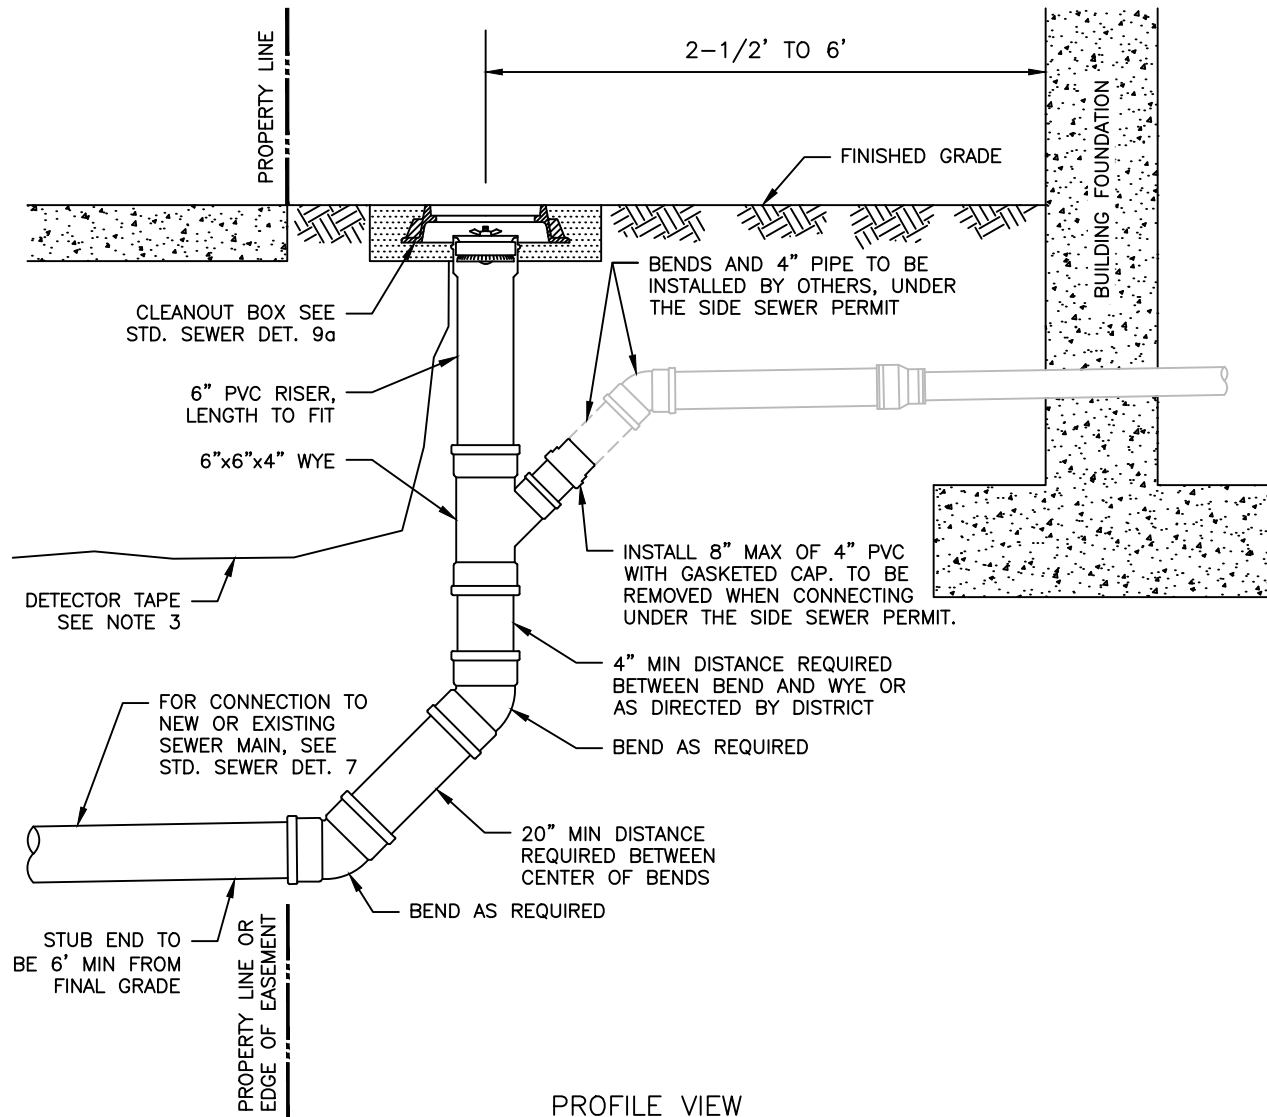 PROPERTY LINE
2-1/2' TO 6'
FINISHED GRADE
BUILDING FOUNDATION
BENDS AND 4" PIPE TO BE
INSTALLED BY OTHERS, UNDER
THE SIDE SEWER PERMIT
CLEANOUT BOX SEE
STD. SEWER DET. 9a
6" PVC RISER,
LENGTH TO FIT
6"x6"x4" WYE
INSTALL 8" MAX OF 4" PVC
WITH GASKETED CAP. TO BE
REMOVED WHEN CONNECTING
UNDER THE SIDE SEWER PERMIT.
DETECTOR TAPE
SEE NOTE 3
4" MIN DISTANCE REQUIRED
BETWEEN BEND AND WYE OR
AS DIRECTED BY DISTRICT
FOR CONNECTION TO
NEW OR EXISTING
SEWER MAIN, SEE
STD. SEWER DET. 7
BEND AS REQUIRED
20" MIN DISTANCE
REQUIRED BETWEEN
CENTER OF BENDS
BEND AS REQUIRED
STUB END TO
BE 6' MIN FROM
FINAL GRADE
PROPERTY LINE OR
EDGE OF EASEMENT
PROFILE VIEW